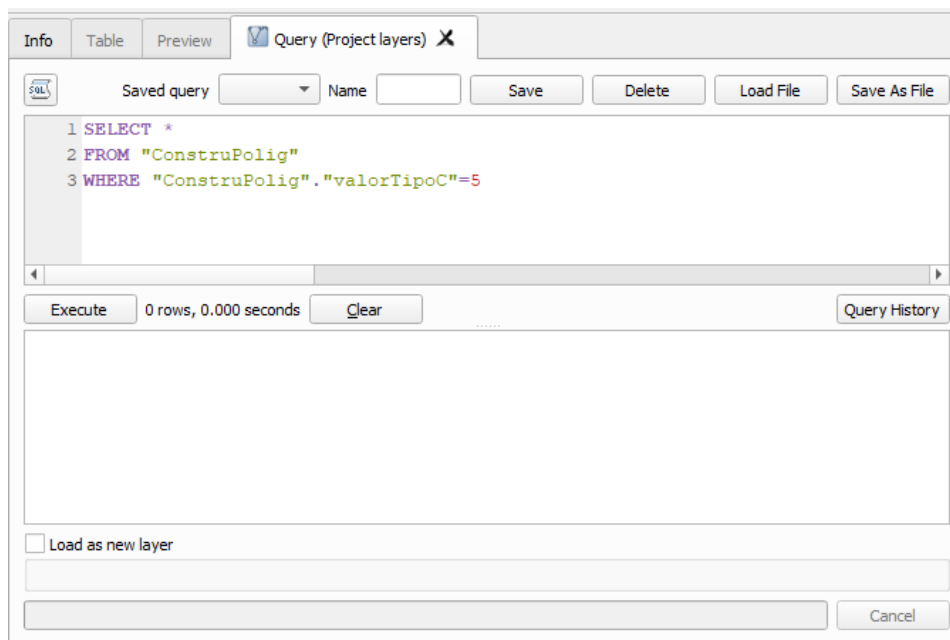 Info Table Preview Query (Project layers)
SQL Saved query Name Save Delete Load File Save As File
1 SELECT *
2 FROM "ConstruPolig"
3 WHERE "ConstruPolig"."valorTipoC"=5
Execute 0 rows, 0.000 seconds Clear Query History
Load as new layer
Cancel